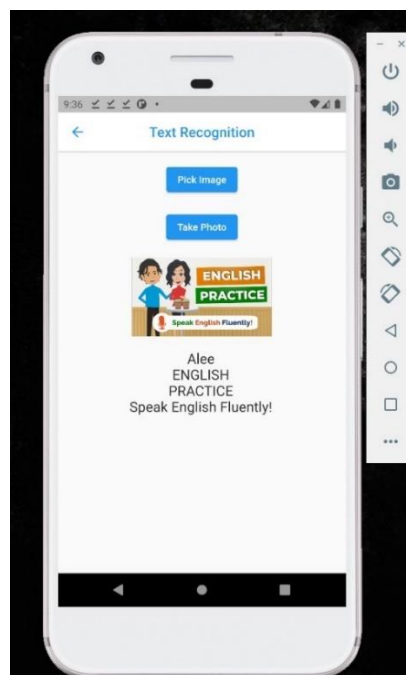 9:36
Text Recognition
Pick Image
Take Photo
ENGLISH
PRACTICE
Speak English Fluently!
Alee
ENGLISH
PRACTICE
Speak English Fluently!